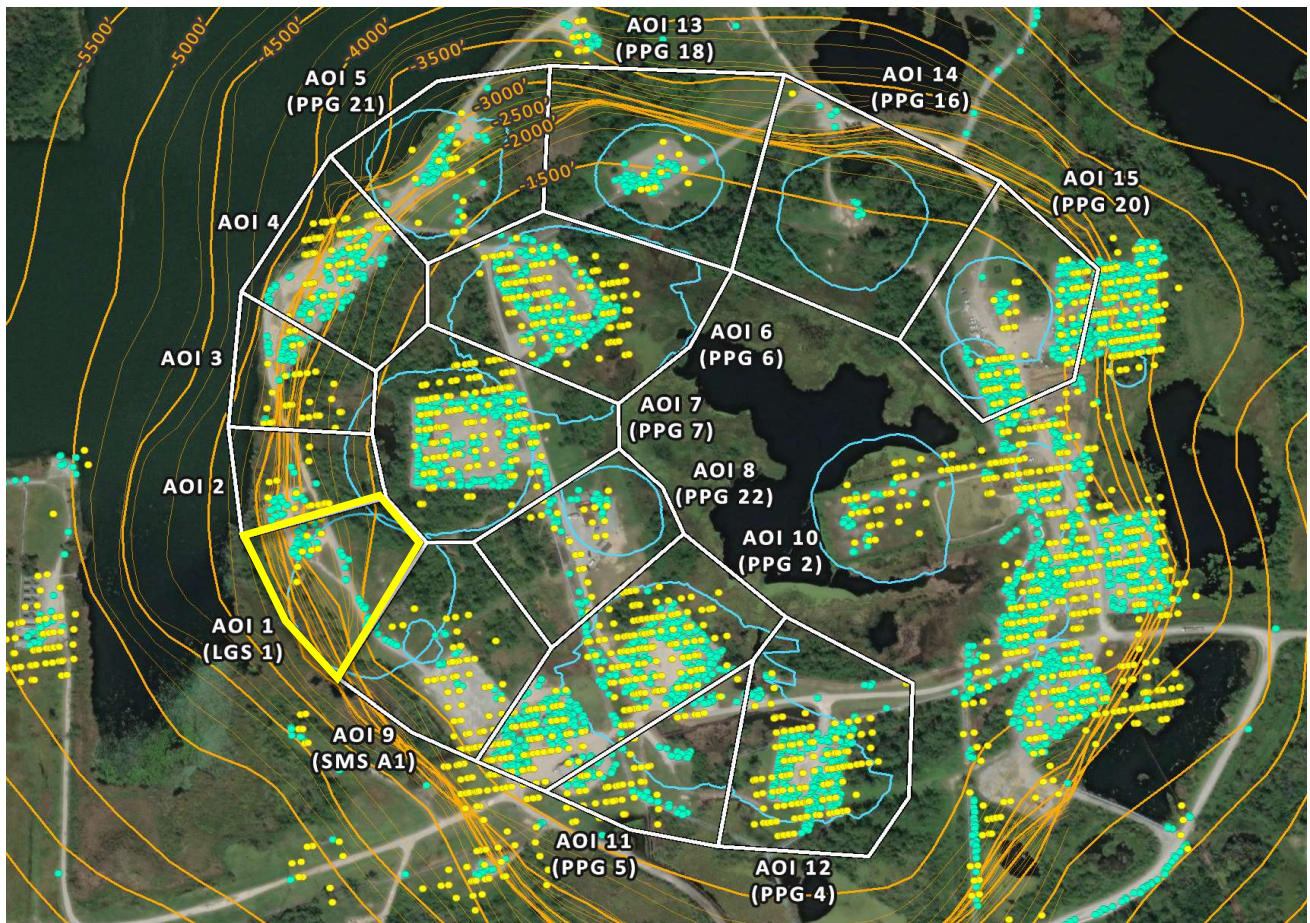 -5500'
-5000'
-4500'
-4000'
-3500'
-3000'
-2500'
-2000'
-1500'
AOI 13
(PPG 18)
AOI 14
(PPG 16)
AOI 5
(PPG 21)
AOI 15
(PPG 20)
AOI 4
AOI 3
AOI 6
(PPG 6)
AOI 7
(PPG 7)
AOI 2
AOI 8
(PPG 22)
AOI 10
(PPG 2)
AOI 1
(LGS 1)
AOI 9
(SMS A1)
AOI 11
(PPG 5)
AOI 12
(PPG 4)